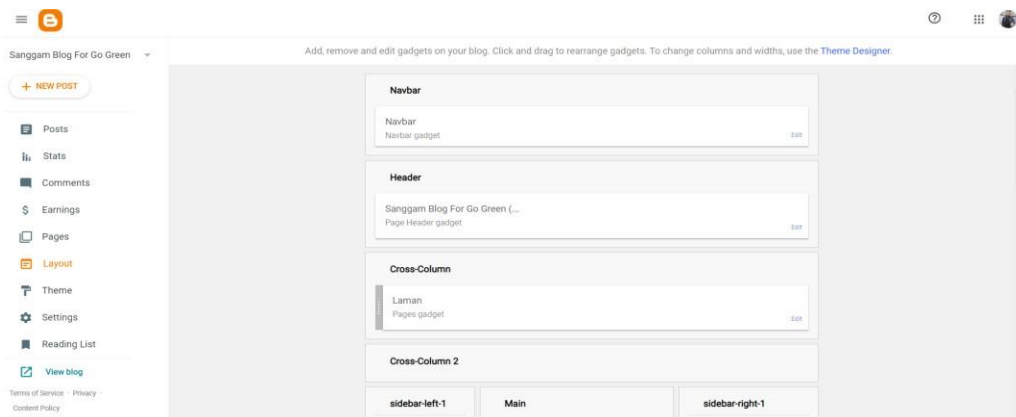 Sanggam Blog For Go Green
Add, remove and edit gadgets on your blog. Click and drag to rearrange gadgets. To change columns and widths, use the Theme Designer.
+ NEW POST
Posts
Stats
Comments
Earnings
Pages
Layout
Theme
Settings
Reading List
View blog
Terms of Service · Privacy ·
Content Policy
Navbar
Navbar
Navbar gadget
Edit
Header
Sanggam Blog For Go Green (...
Page Header gadget
Edit
Cross-Column
Laman
Pages gadget
Edit
Cross-Column 2
sidebar-left-1
Main
sidebar-right-1